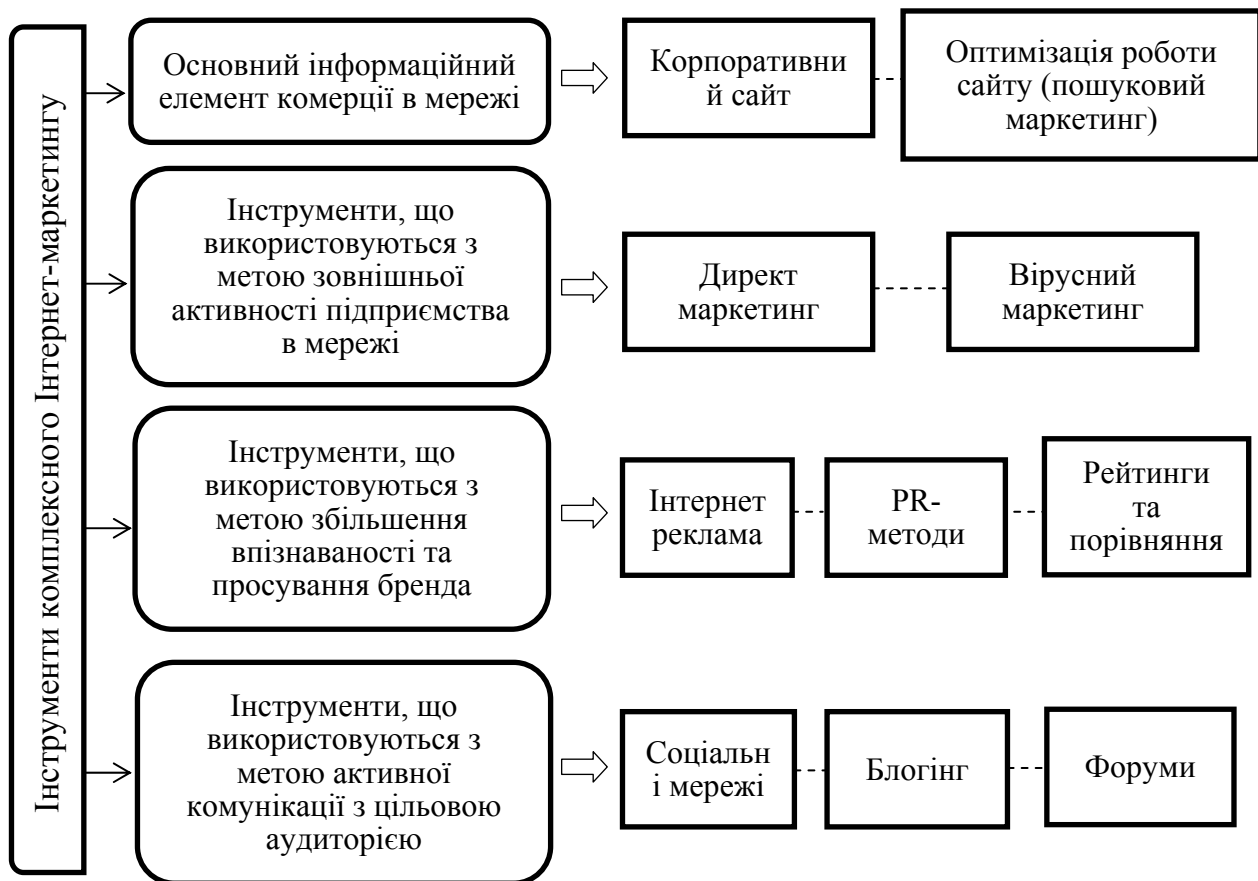 Інструменти комплексного Інтернет-маркетингу
Основний інформаційний
елемент комерції в мережі
Корпоративни
й сайт
Оптимізація роботи
сайту (пошуковий
маркетинг)
Інструменти, що
використовуються з
метою зовнішньої
активності підприємства
в мережі
Директ
маркетинг
Вірусний
маркетинг
Інструменти, що
використовуються з
метою збільшення
впізнаваності та
просування бренда
Інтернет
реклама
PR-
методи
Рейтинги
та
порівняння
Інструменти, що
використовуються з
метою активної
комунікації з цільовою
аудиторією
Соціальн
і мережі
Блогінг
Форуми